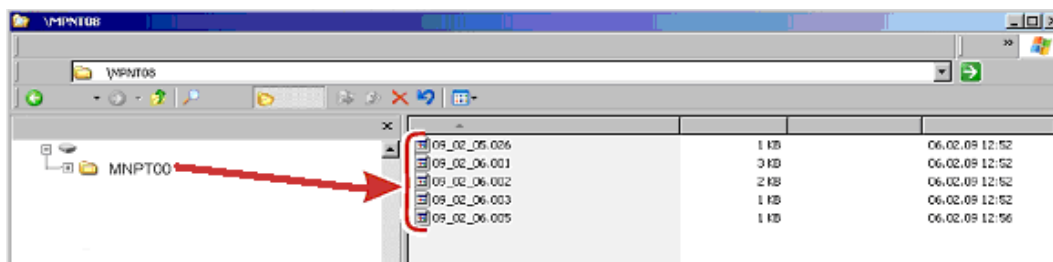 \MPNT08
»
\MPNT08
×
MNPT00
09_02_05.026 1 KB 06.02.09 12:52
09_02_06.001 3 KB 06.02.09 12:52
09_02_06.002 2 KB 06.02.09 12:52
09_02_06.003 1 KB 06.02.09 12:52
09_02_06.005 1 KB 06.02.09 12:56